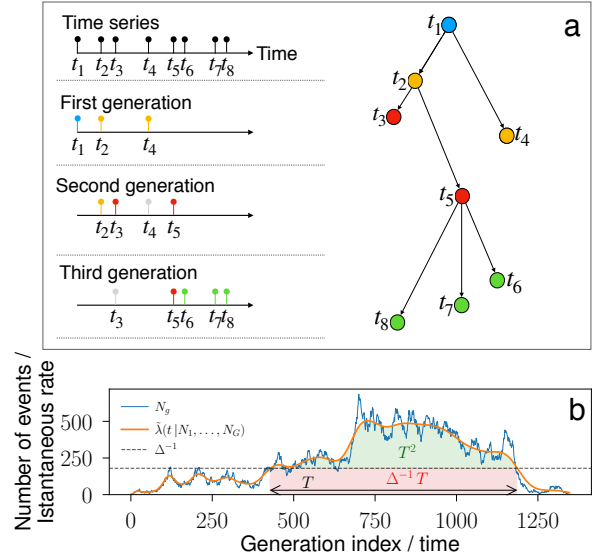 Time series
Time
t₁ t₂ t₃ t₄ t₅ t₆ t₇ t₈
First generation
t₁ t₂ t₄
Second generation
t₂ t₃ t₄ t₅
Third generation
t₃ t₅ t₆ t₇ t₈
a
t₁
t₂
t₃
t₄
t₅
t₆
t₇
t₈
b
Number of events /
Istantaneous rate
500
250
0
N_g
λ̄(t |N₁, . . . , N_G)
Δ⁻¹
T²
T
Δ⁻¹ T
0 250 500 750 1000 1250
Generation index / time